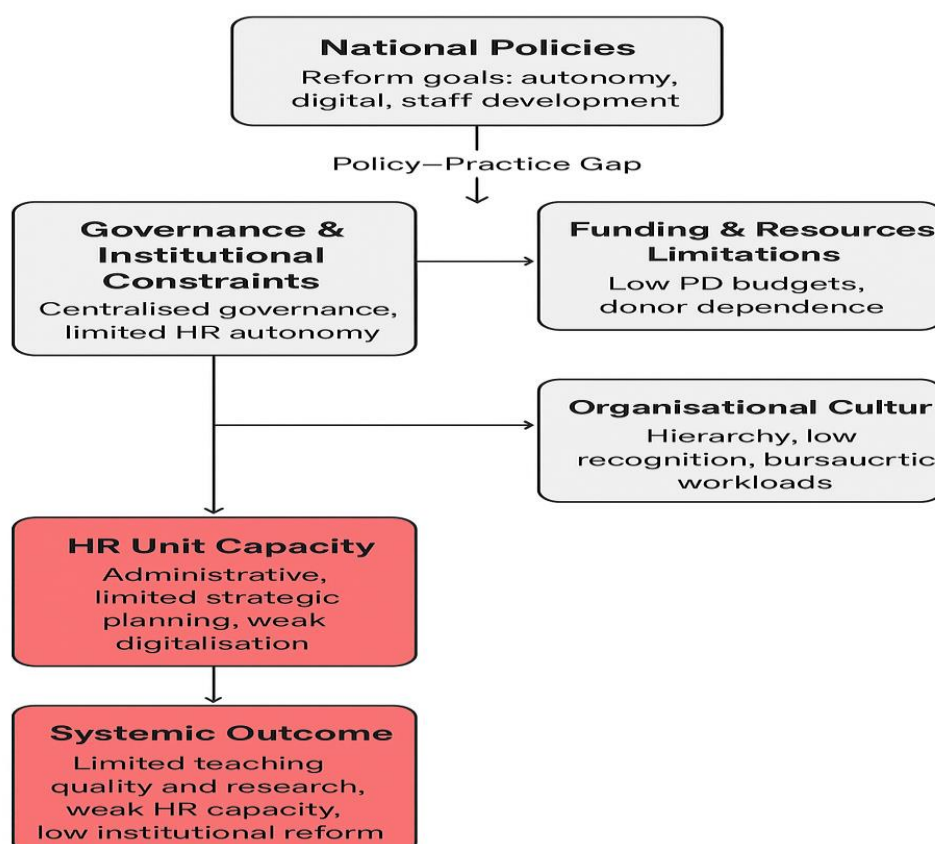 National Policies
Reform goals: autonomy,
digital, staff development
Policy–Practice Gap
Governance &
Institutional
Constraints
Centralised governance,
limited HR autonomy
Funding & Resources
Limitations
Low PD budgets,
donor dependence
Organisational Cultur
Hierarchy, low
recognition, bursaucrtic
workloads
HR Unit Capacity
Administrative,
limited strategic
planning, weak
digitalisation
Systemic Outcome
Limited teaching
quality and research,
weak HR capacity,
low institutional reform